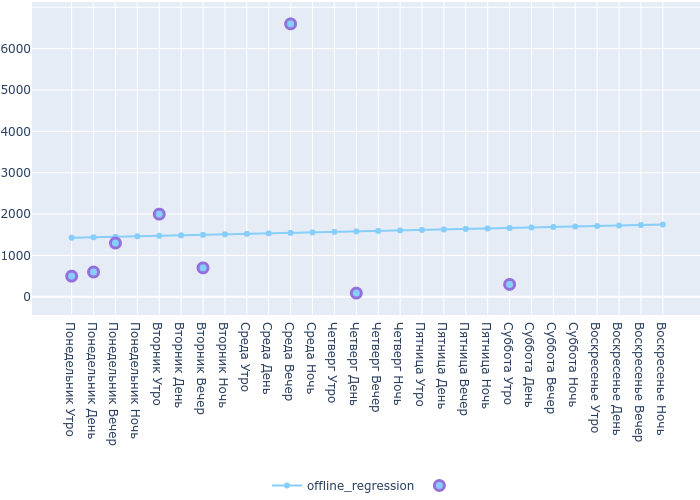 6000
5000
4000
3000
2000
1000
0
Понедельник Утро
Понедельник День
Понедельник Вечер
Понедельник Ночь
Вторник Утро
Вторник День
Вторник Вечер
Вторник Ночь
Среда Утро
Среда День
Среда Вечер
Среда Ночь
Четверг Утро
Четверг День
Четверг Вечер
Четверг Ночь
Пятница Утро
Пятница День
Пятница Вечер
Пятница Ночь
Суббота Утро
Суббота День
Суббота Вечер
Суббота Ночь
Воскресенье Утро
Воскресенье День
Воскресенье Вечер
Воскресенье Ночь
offline_regression